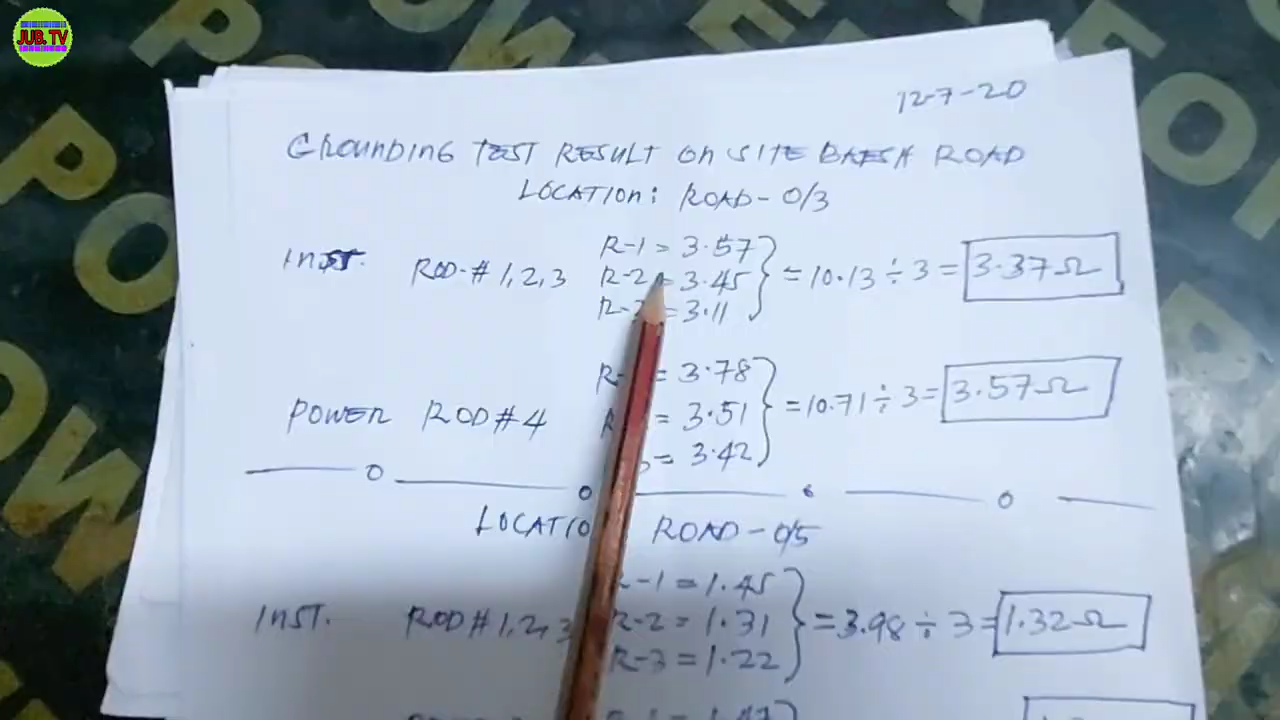 JUB.TV
12-7-20
GROUNDING TEST RESULT ON SITE ROAD
LOCATION: ROAD-0/3
INST. ROD-# 1,2,3
R-1 = 3.57
R-2 = 3.45
= 3.11
= 10.13 ÷ 3 = 3.37Ω
POWER ROD#4
= 3.78
= 3.51
= 3.42
= 10.71 ÷ 3 = 3.57Ω
LOCATIO ROAD-0/5
INST. ROD#1,2,3
R-1 = 1.45
R-2 = 1.31
R-3 = 1.22
= 3.98 ÷ 3 = 1.32Ω